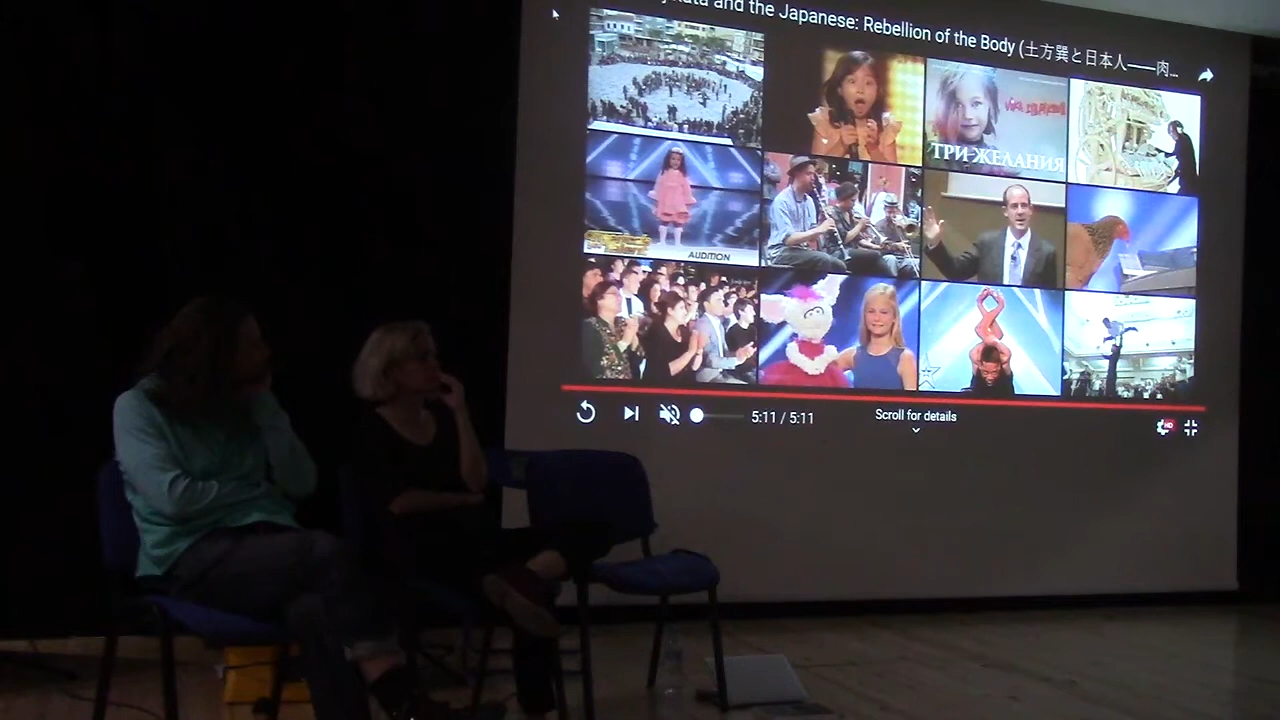 and the Japanese: Rebellion of the Body (土方巽と日本人——肉...
ТРИ-ЖЕЛАНИЯ
AUDITION
5:11 / 5:11
Scroll for details
HD